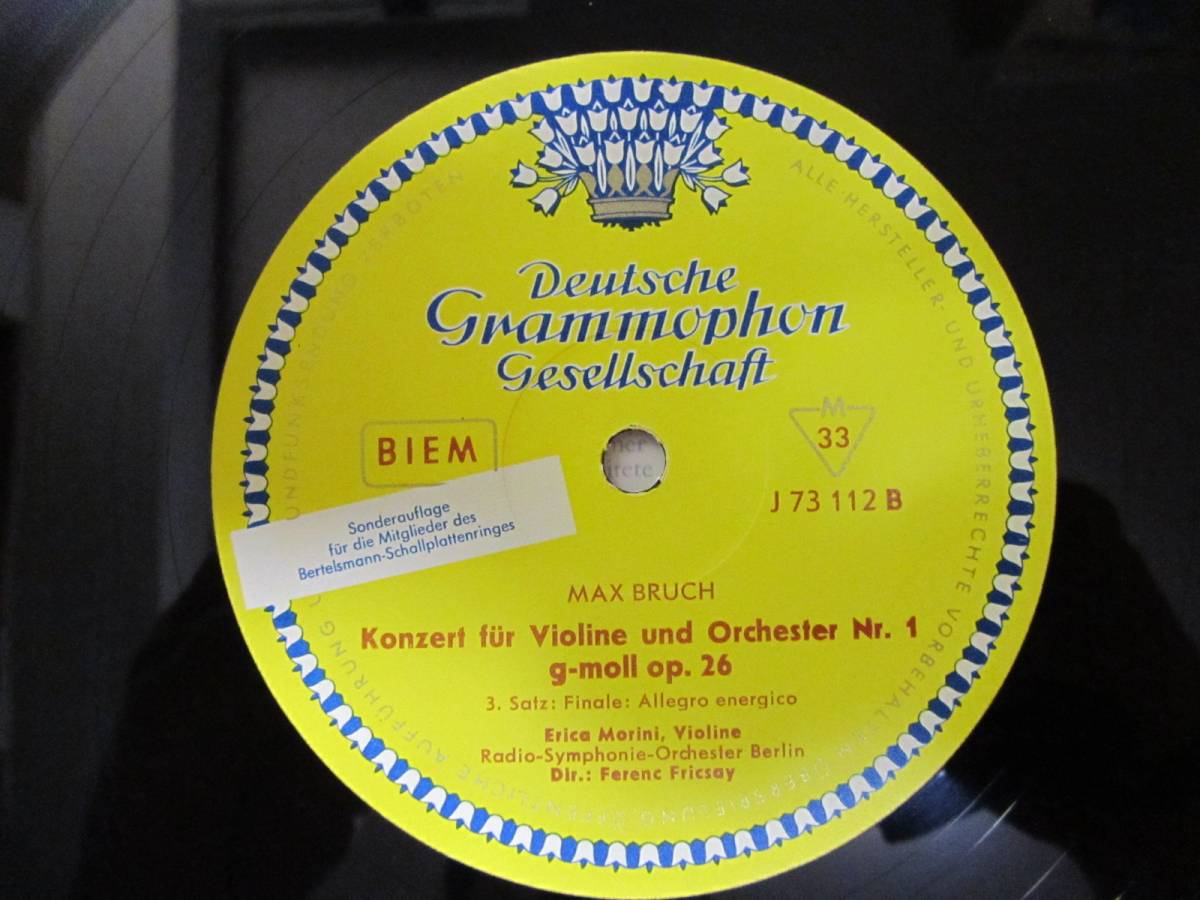 Deutsche
Grammophon
Gesellschaft
BIEM
M
33
J 73 112 B
Sonderauflage
für die Mitglieder des
Bertelsmann-Schallplattenringes
MAX BRUCH
Konzert für Violine und Orchester Nr. 1
g-moll op. 26
3. Satz: Finale: Allegro energico
Erica Morini, Violine
Radio-Symphonie-Orchester Berlin
Dir.: Ferenc Fricsay
ALLE HERSTELLER- UND URHEBERRECHTE